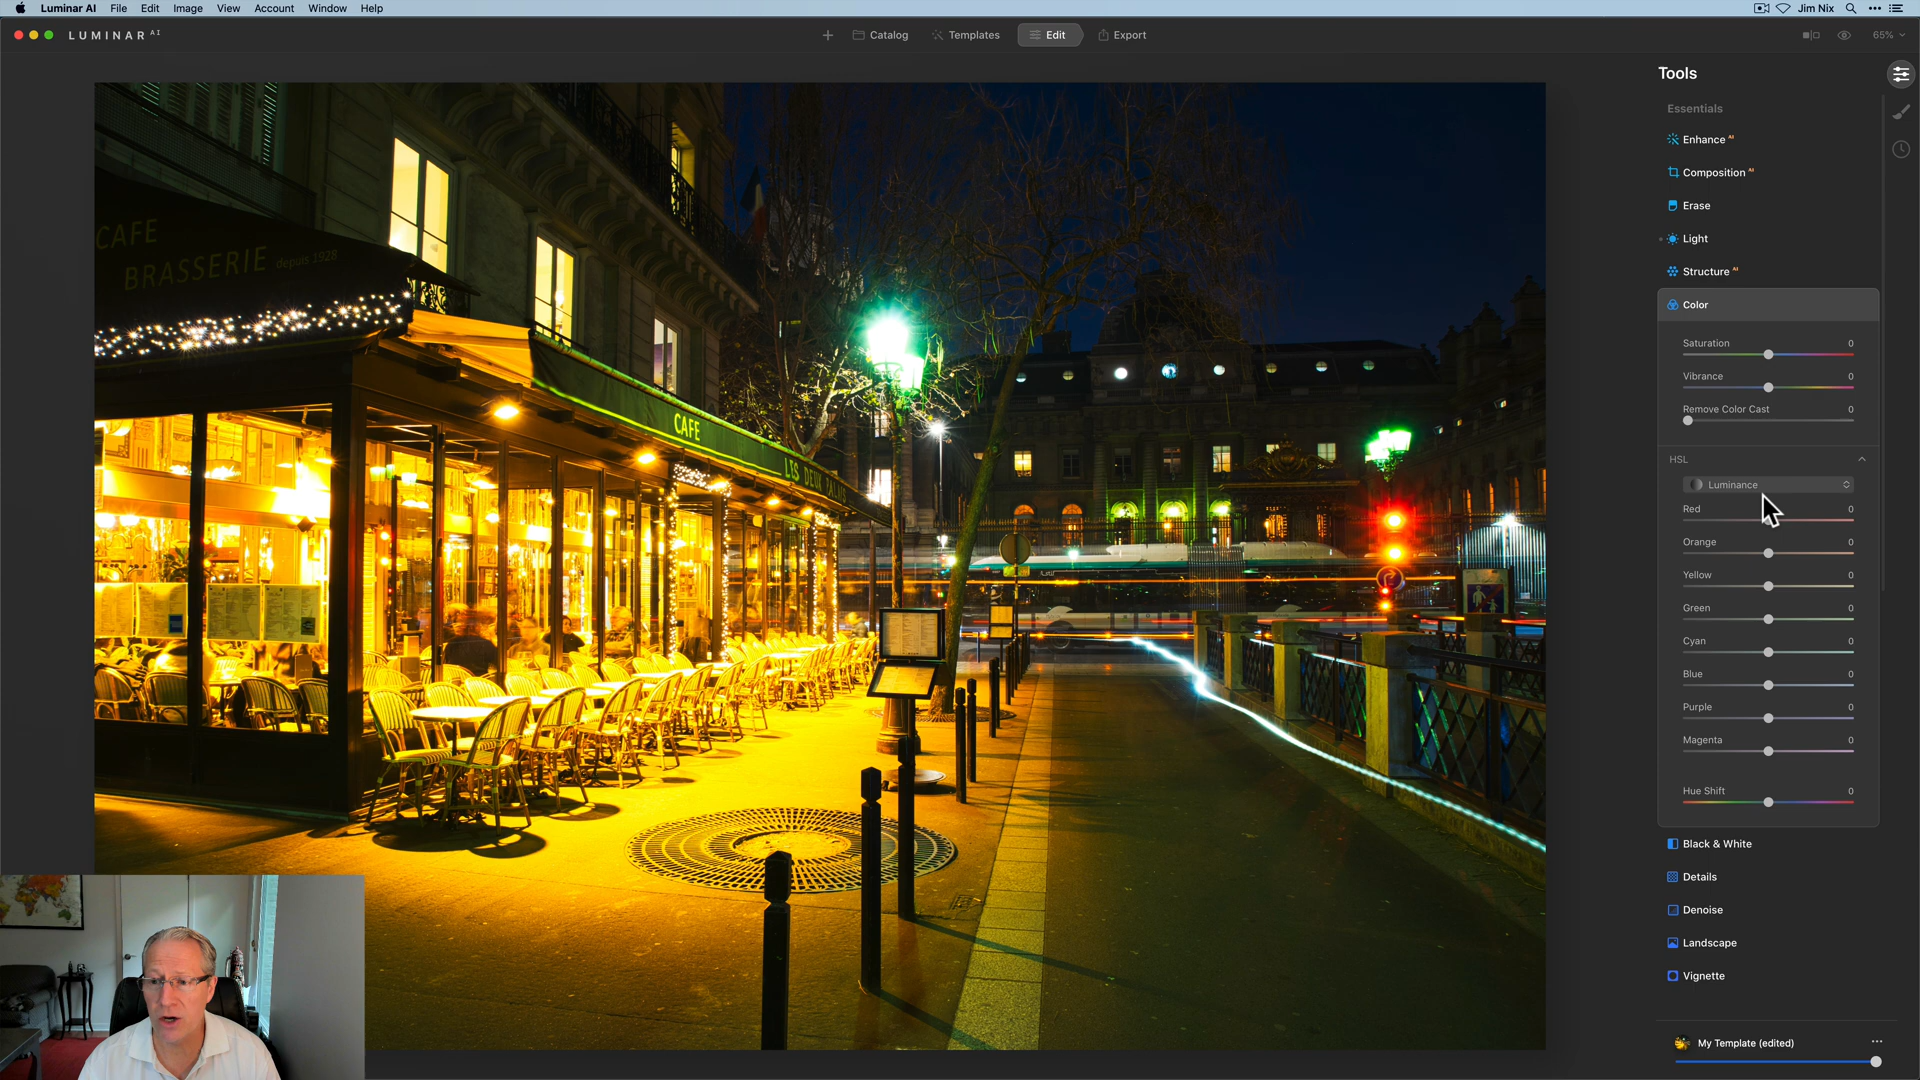 Luminar AI File Edit Image View Account Window Help
Jim Nix
LUMINAR AI
Catalog Templates Edit Export
65%
Tools
Essentials
Enhance AI
Composition AI
Erase
Light
Structure AI
Color
Saturation 0
Vibrance 0
Remove Color Cast 0
HSL
Luminance
Red 0
Orange 0
Yellow 0
Green 0
Cyan 0
Blue 0
Purple 0
Magenta 0
Hue Shift 0
Black & White
Details
Denoise
Landscape
Vignette
My Template (edited)
CAFE
BRASSERIE depuis 1928
CAFE
LES DEUX PALAIS